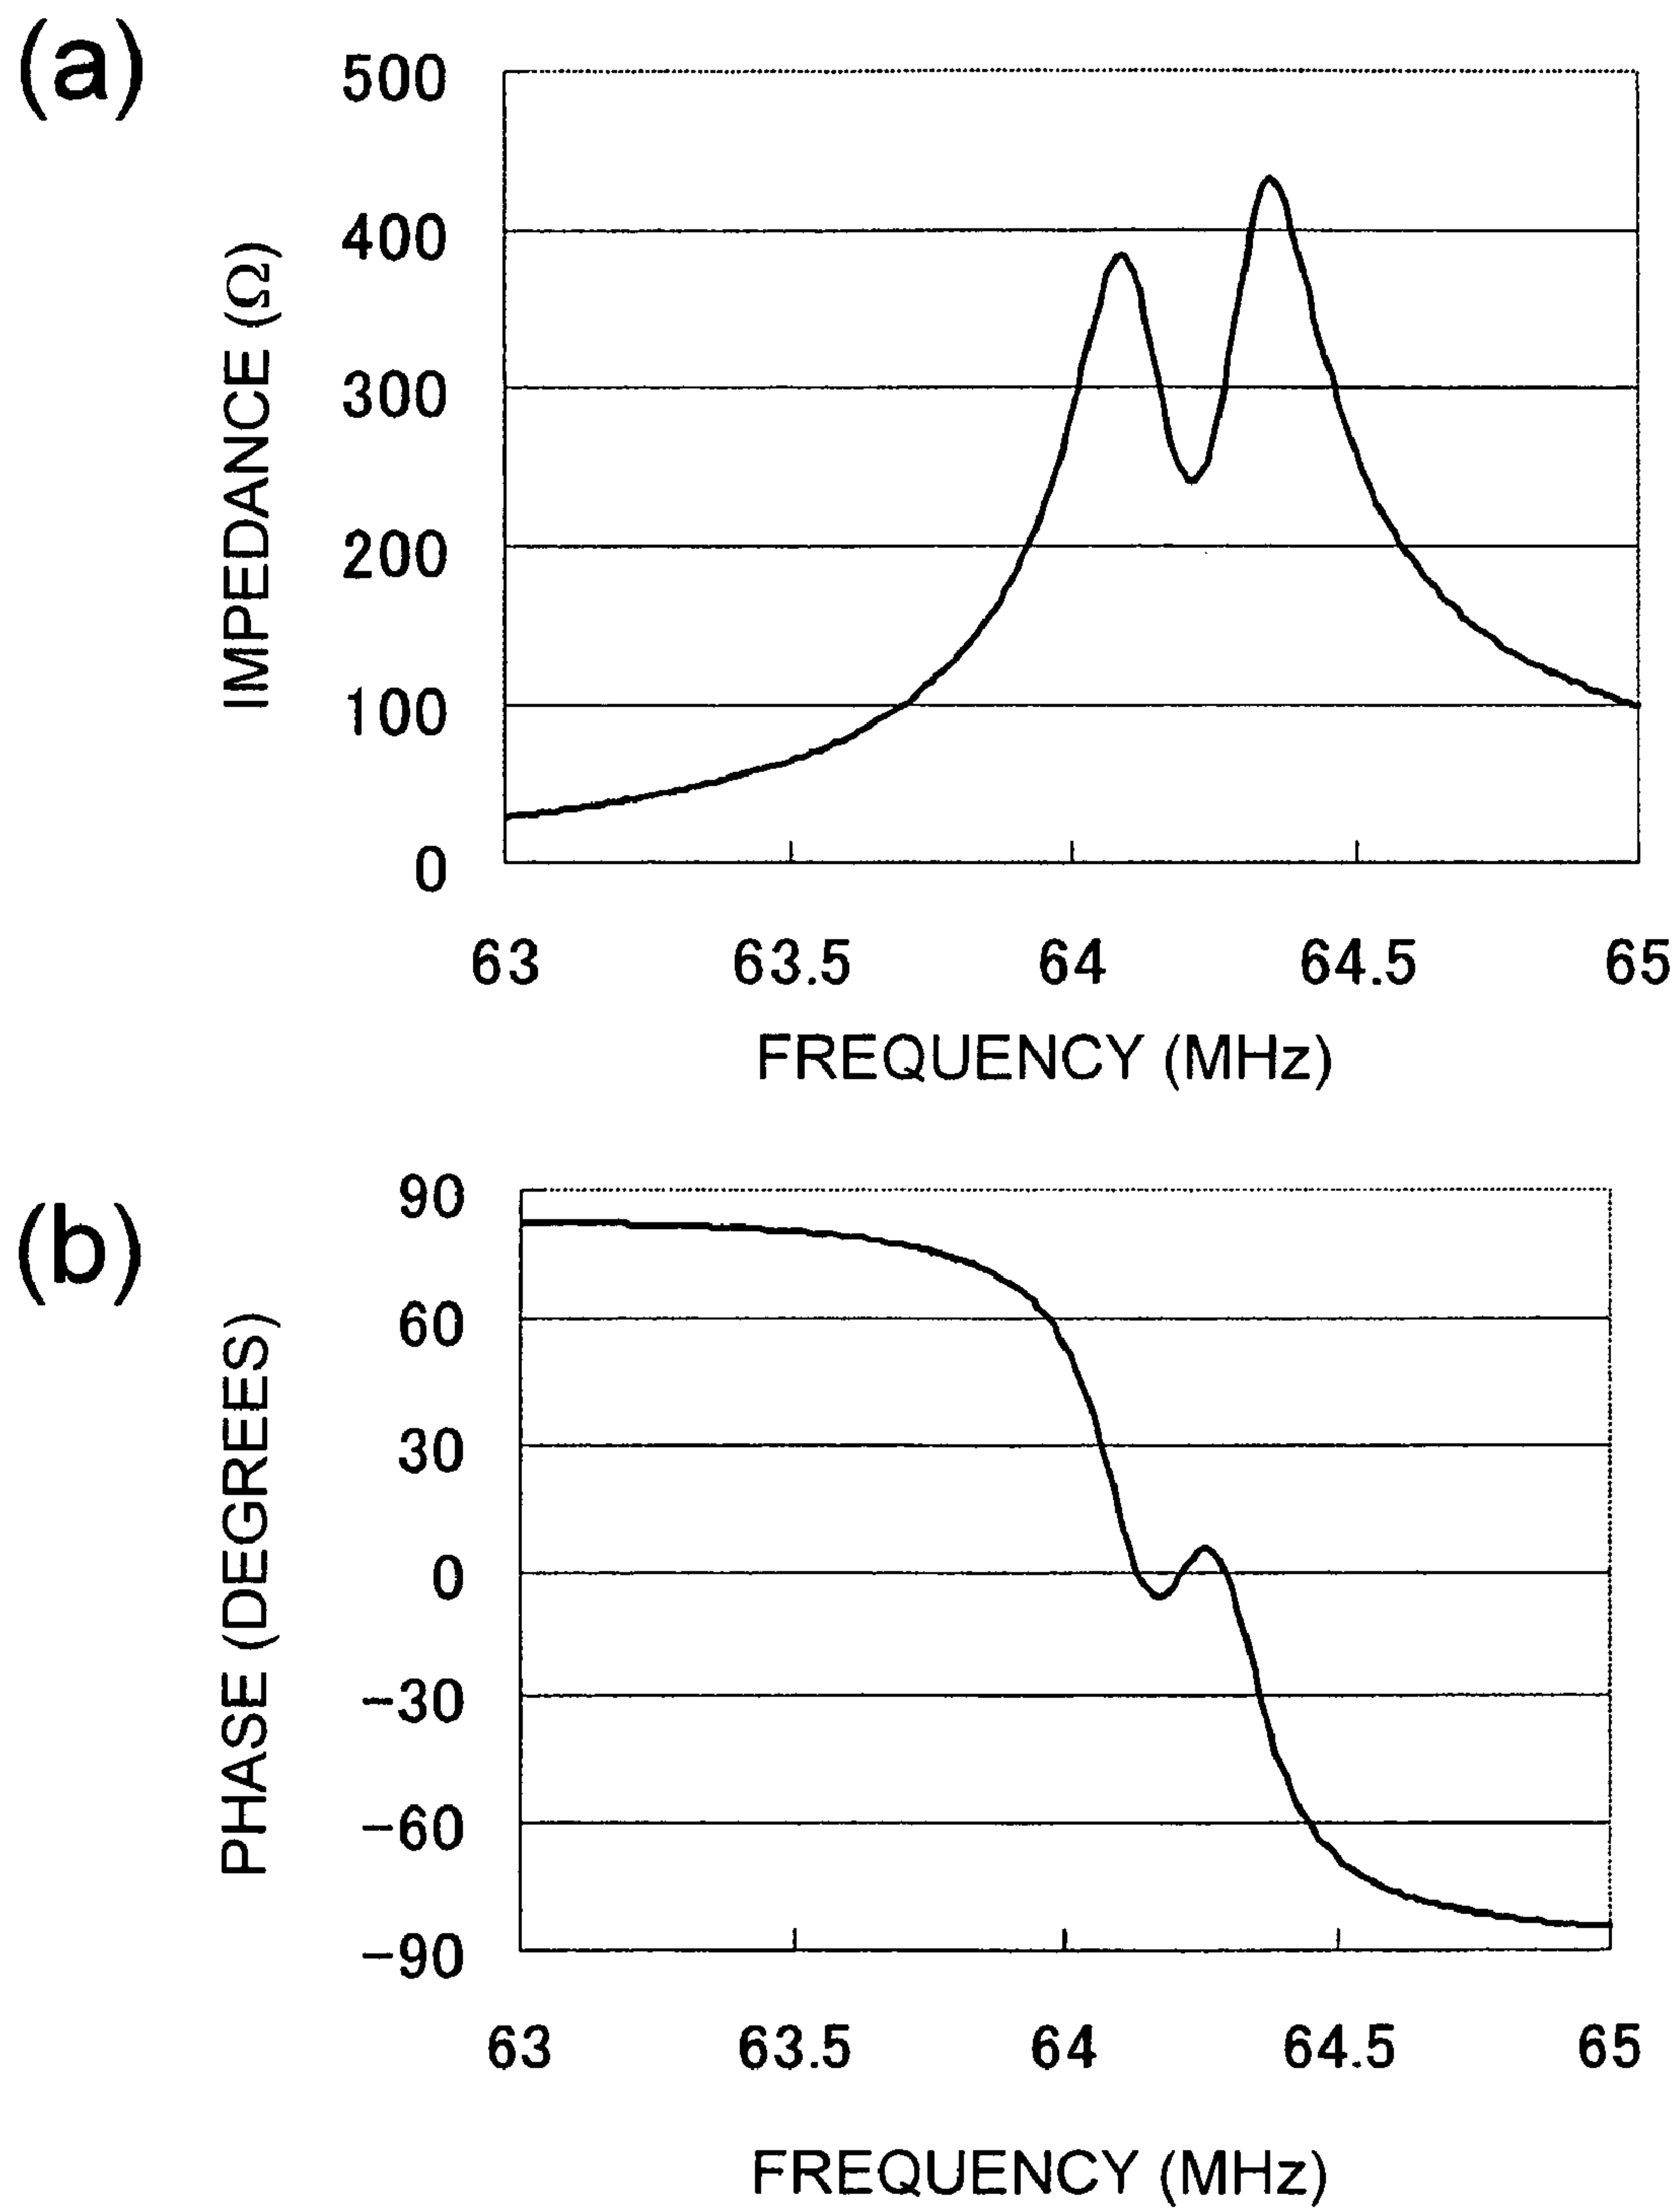 (a)
IMPEDANCE (Ω)
500
400
300
200
100
0
63 63.5 64 64.5 65
FREQUENCY (MHz)
(b)
PHASE (DEGREES)
90
60
30
0
-30
-60
-90
63 63.5 64 64.5 65
FREQUENCY (MHz)